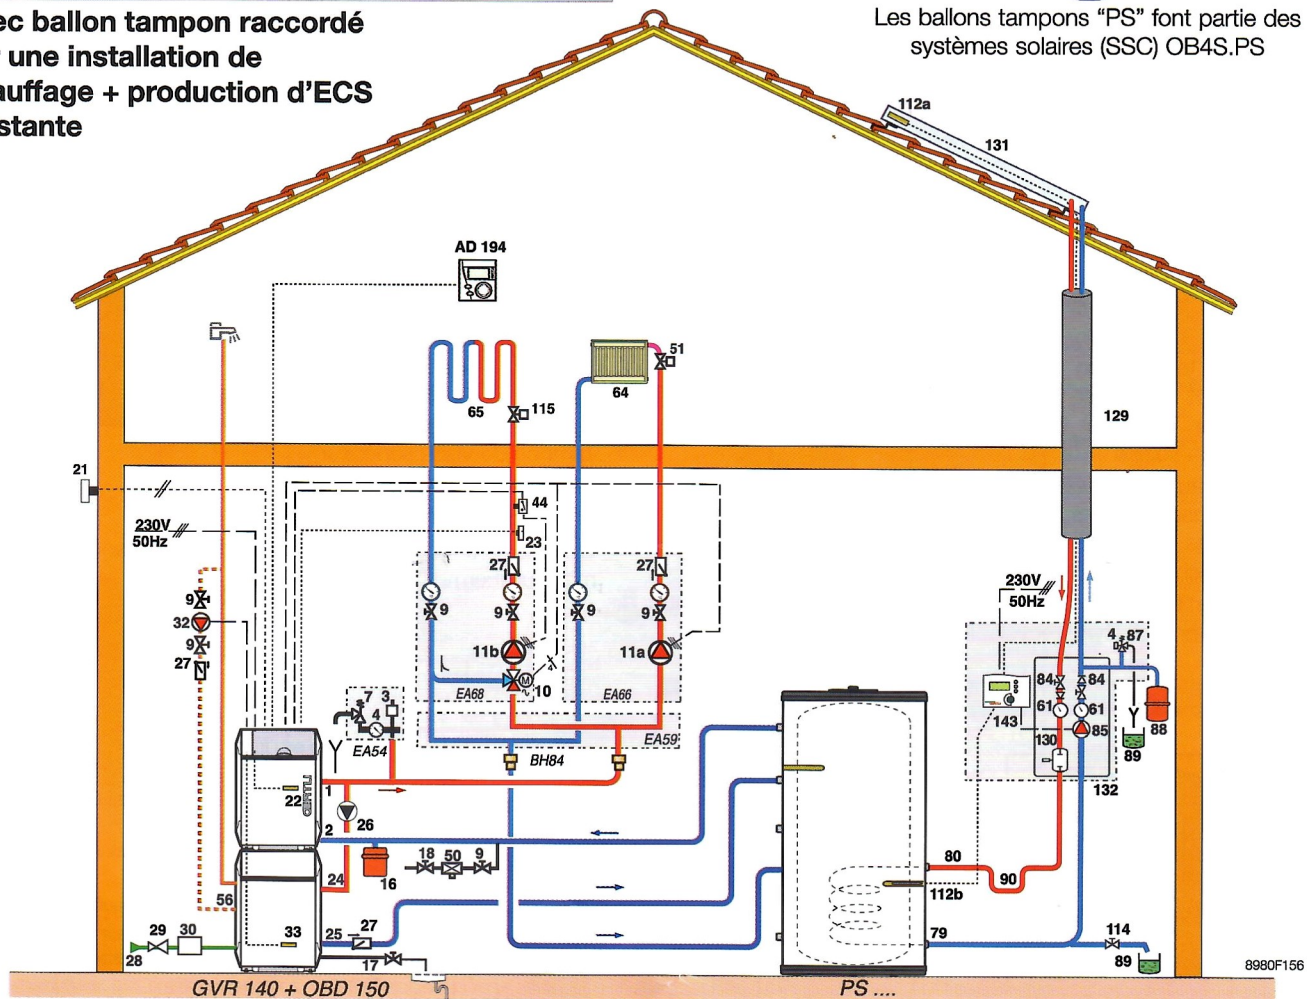 ec ballon tampon raccordé
une installation de
auffage + production d'ECS
stante
Les ballons tampons “PS” font partie des
systèmes solaires (SSC) OB4S.PS
112a
131
AD 194
51
64
65
115
129
21
44
230V
50Hz
23
27
27
230V
50Hz
9
9
9
9
9
4
87
32
9
11b
11a
84
84
27
M
10
61
61
EA68
EA66
143
85
88
7
3
4
130
EA54
EA59
89
BH84
132
22
1
26
2
18
50
9
16
80
24
90
56
112b
29
30
33
25
27
79
114
28
17
89
8980F156
GVR 140 + OBD 150
PS ....